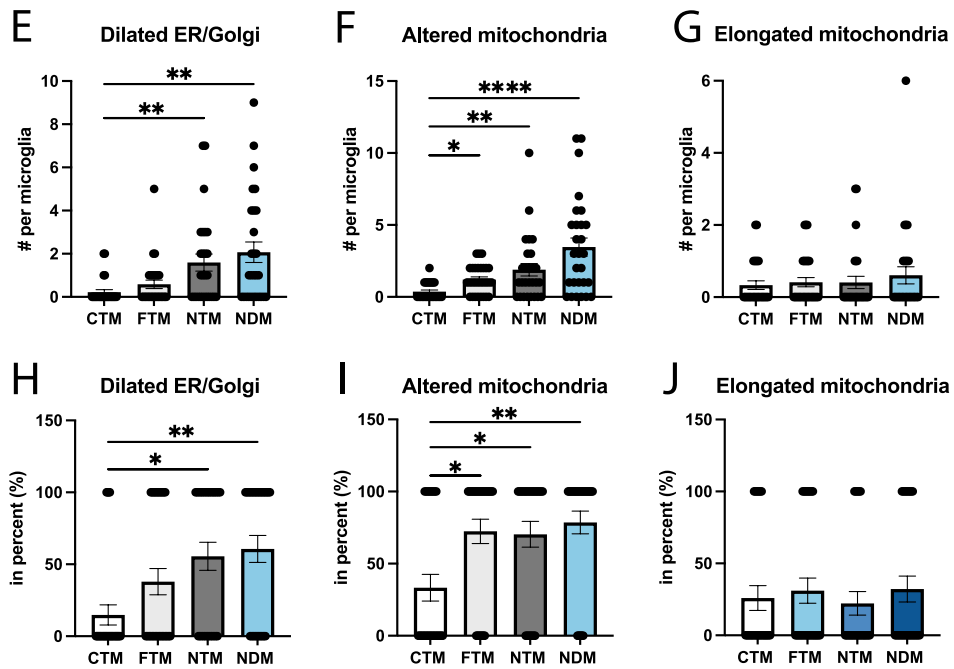 E Dilated ER/Golgi
F Altered mitochondria
G Elongated mitochondria
# per microglia
10
8
6
4
2
0
**
**
CTM FTM NTM NDM
# per microglia
15
10
5
0
****
**
*
CTM FTM NTM NDM
# per microglia
6
4
2
0
CTM FTM NTM NDM
H Dilated ER/Golgi
I Altered mitochondria
J Elongated mitochondria
in percent (%)
150
100
50
0
**
*
CTM FTM NTM NDM
in percent (%)
150
100
50
0
**
*
*
CTM FTM NTM NDM
in percent (%)
150
100
50
0
CTM FTM NTM NDM